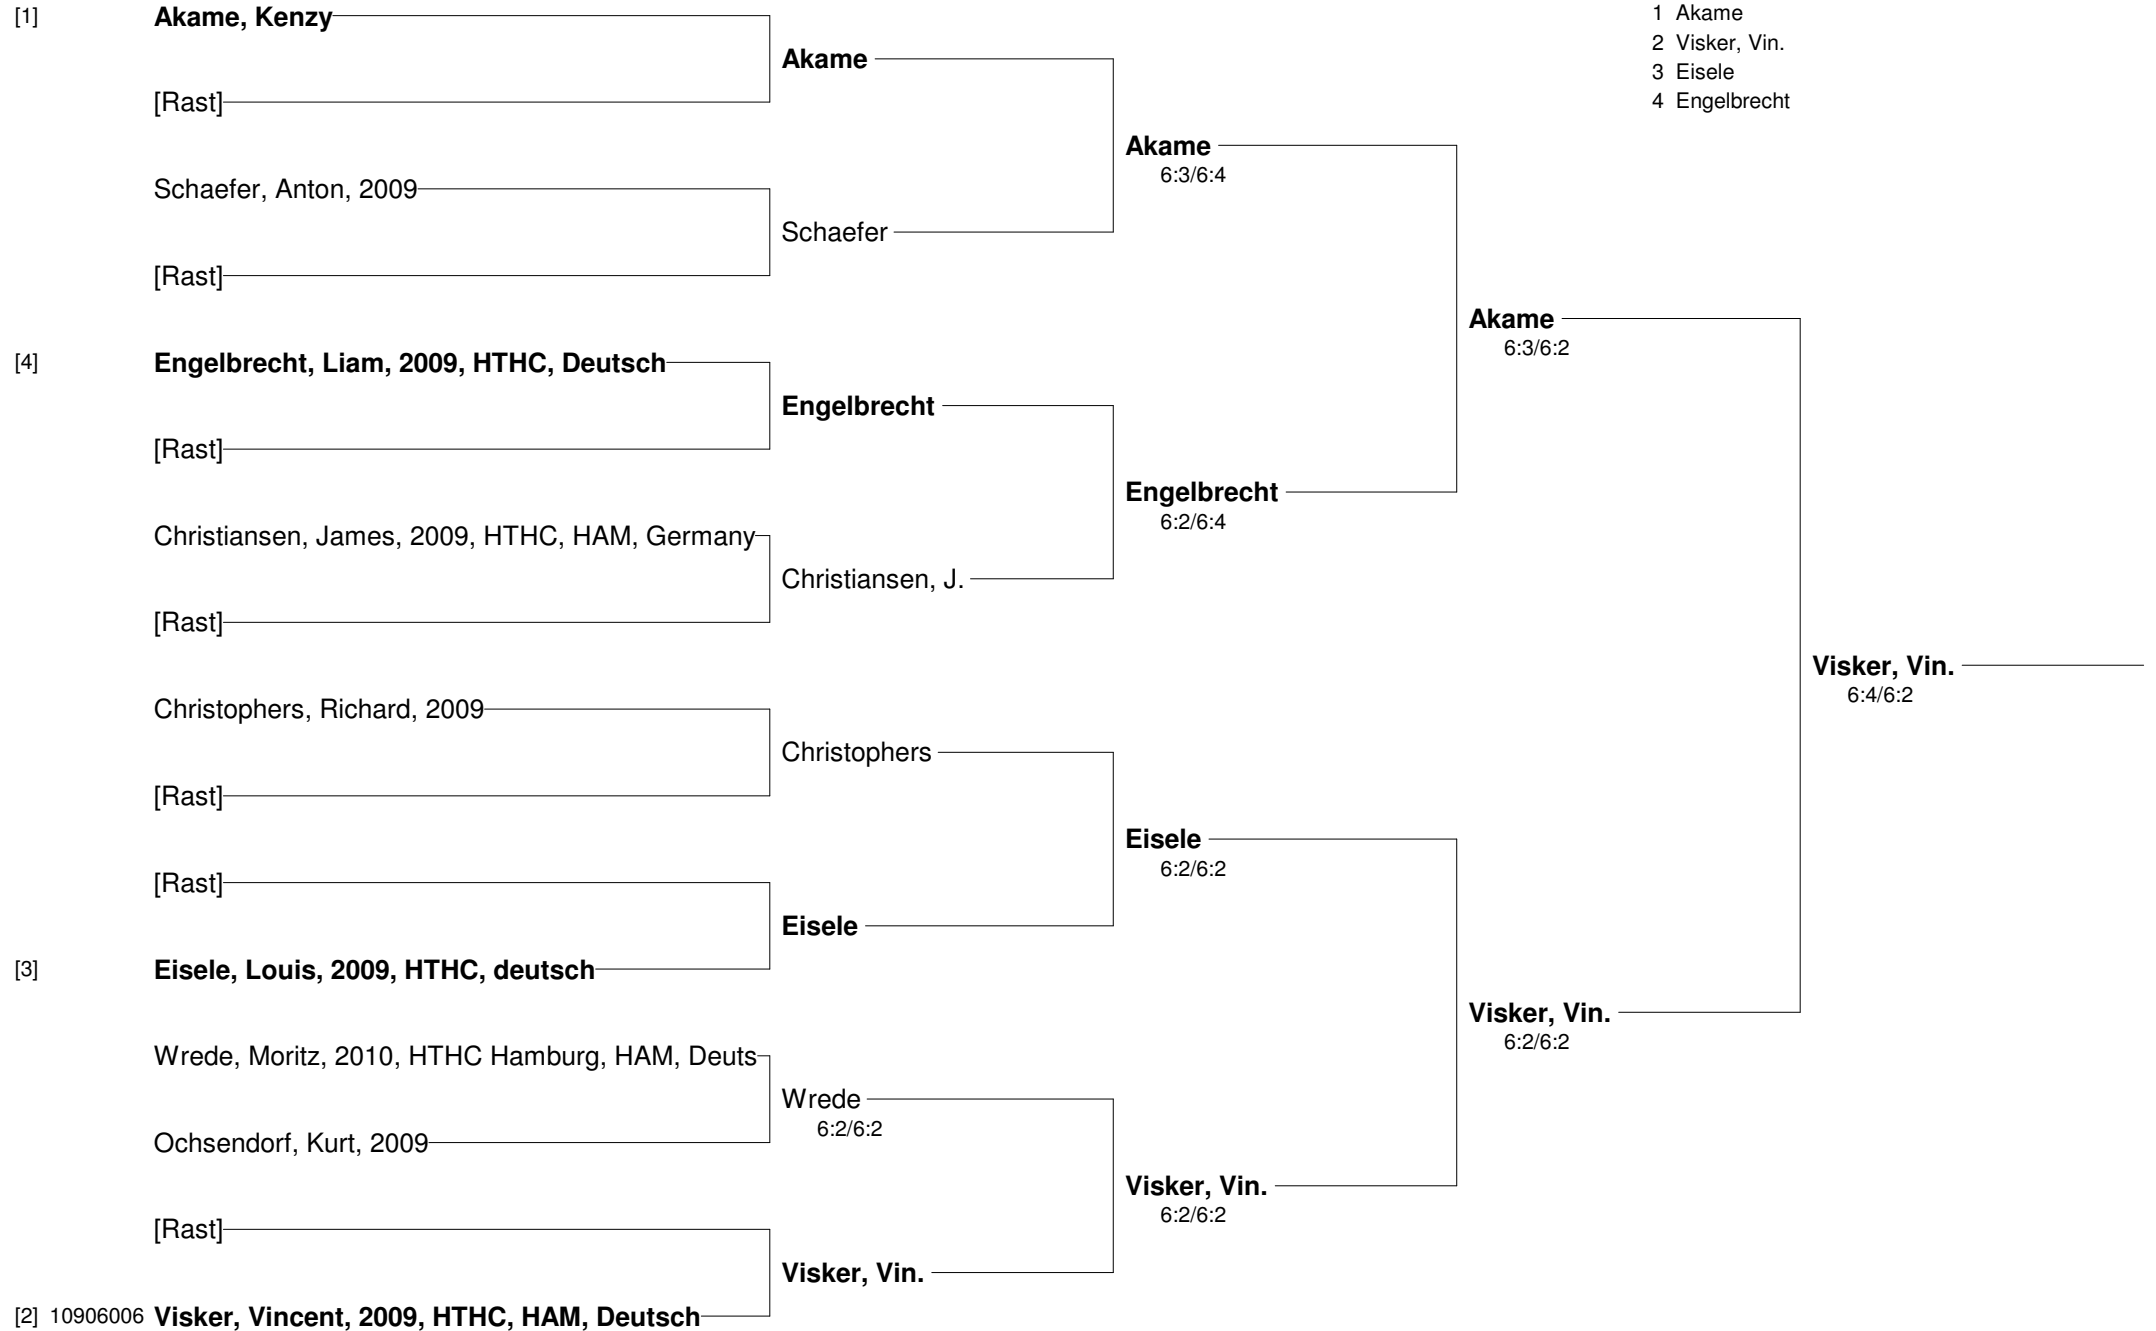 [1] Akame, Kenzy
[Rast]
Schaefer, Anton, 2009
[Rast]
[4] Engelbrecht, Liam, 2009, HTHC, Deutsch
[Rast]
Christiansen, James, 2009, HTHC, HAM, Germany
[Rast]
Christophers, Richard, 2009
[Rast]
[Rast]
[3] Eisele, Louis, 2009, HTHC, deutsch
Wrede, Moritz, 2010, HTHC Hamburg, HAM, Deuts
Ochsendorf, Kurt, 2009
[Rast]
[2] 10906006 Visker, Vincent, 2009, HTHC, HAM, Deutsch
Akame
Schaefer
Engelbrecht
Christiansen, J.
Christophers
Eisele
Wrede
6:2/6:2
Visker, Vin.
Akame
6:3/6:4
Engelbrecht
6:2/6:4
Eisele
6:2/6:2
Visker, Vin.
6:2/6:2
Akame
6:3/6:2
Visker, Vin.
6:2/6:2
Visker, Vin.
6:4/6:2
1 Akame
2 Visker, Vin.
3 Eisele
4 Engelbrecht